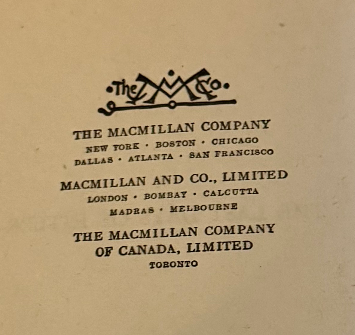 The M Co.
THE MACMILLAN COMPANY
NEW YORK · BOSTON · CHICAGO
DALLAS · ATLANTA · SAN FRANCISCO
MACMILLAN AND CO., LIMITED
LONDON · BOMBAY · CALCUTTA
MADRAS · MELBOURNE
THE MACMILLAN COMPANY
OF CANADA, LIMITED
TORONTO